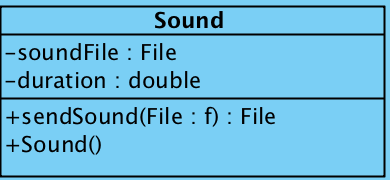 Sound
-soundFile : File
-duration : double
+sendSound(File : f) : File
+Sound()